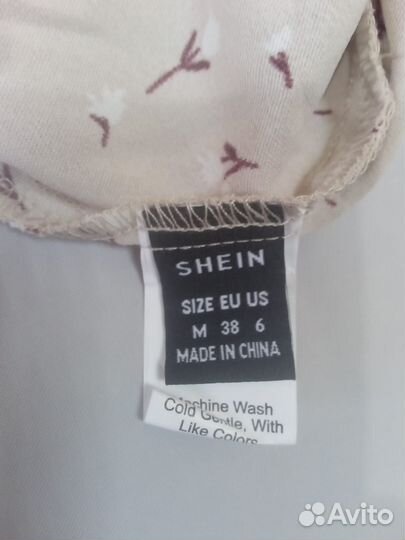 SHEIN
SIZE EU US
M 38 6
MADE IN CHINA
Machine Wash
Cold Gentle, With
Like Colors
Avito